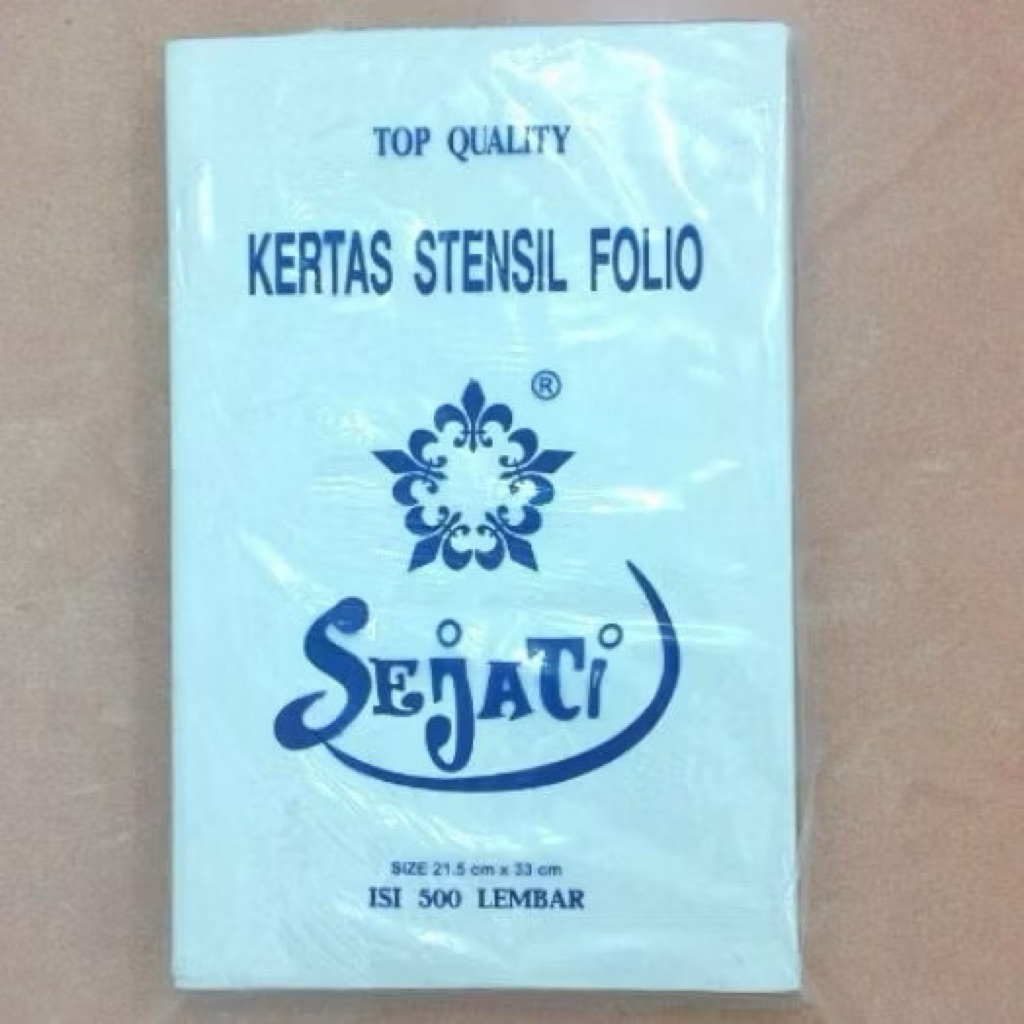 TOP QUALITY
KERTAS STENSIL FOLIO
®
SEjATi
SIZE 21.5 cm x 33 cm
ISI 500 LEMBAR